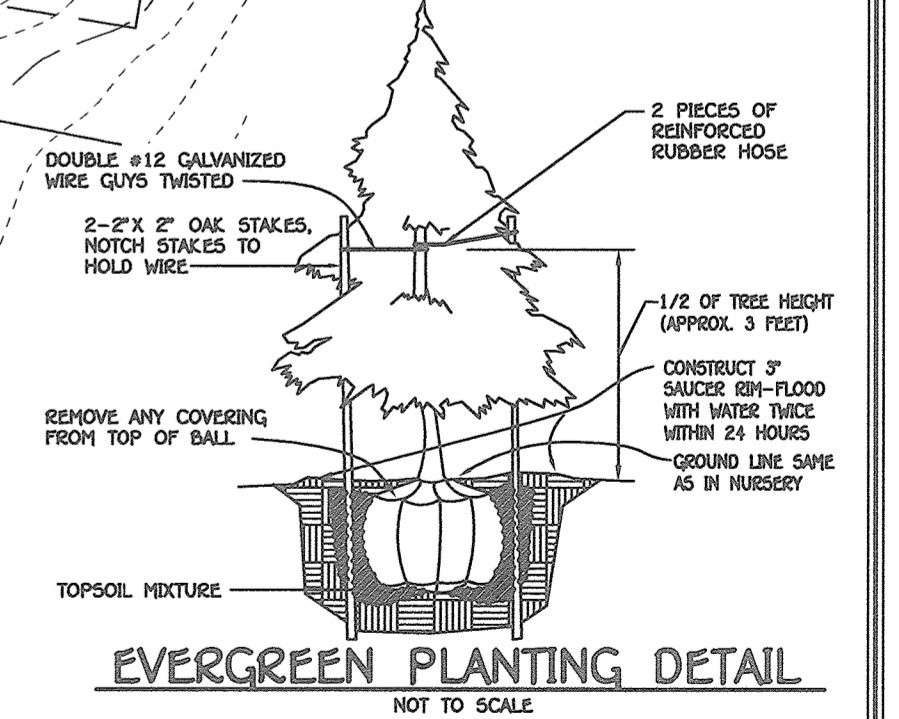 2 PIECES OF
REINFORCED
RUBBER HOSE
DOUBLE #12 GALVANIZED
WIRE GUYS TWISTED
2-2"X 2" OAK STAKES,
NOTCH STAKES TO
HOLD WIRE
1/2 OF TREE HEIGHT
(APPROX. 3 FEET)
CONSTRUCT 3"
SAUCER RIM-FLOOD
WITH WATER TWICE
WITHIN 24 HOURS
REMOVE ANY COVERING
FROM TOP OF BALL
GROUND LINE SAME
AS IN NURSERY
TOPSOIL MIXTURE
EVERGREEN PLANTING DETAIL
NOT TO SCALE